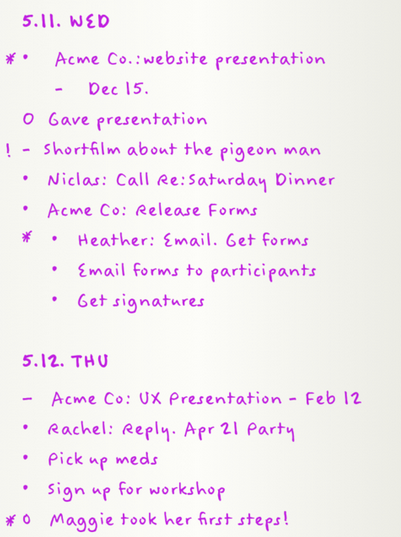 5.11. WED
* • Acme Co.: website presentation
- Dec 15.
O Gave presentation
! - Shortfilm about the pigeon man
• Niclas: Call Re: Saturday Dinner
• Acme Co: Release Forms
* • Heather: Email. Get forms
• Email forms to participants
• Get signatures
5.12. THU
- Acme Co: UX Presentation - Feb 12
• Rachel: Reply. Apr 21 Party
• Pick up meds
• Sign up for workshop
* O Maggie took her first steps!